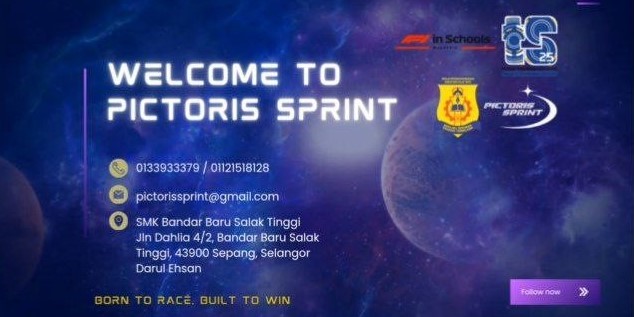 in Schools
25
WELCOME TO
PICTORIS SPRINT
PICTORIS
SPRINT
0133933379 / 01121518128
pictorissprint@gmail.com
SMK Bandar Baru Salak Tinggi
Jln Dahlia 4/2, Bandar Baru Salak
Tinggi, 43900 Sepang, Selangor
Darul Ehsan
BORN TO RACE, BUILT TO WIN
Follow now